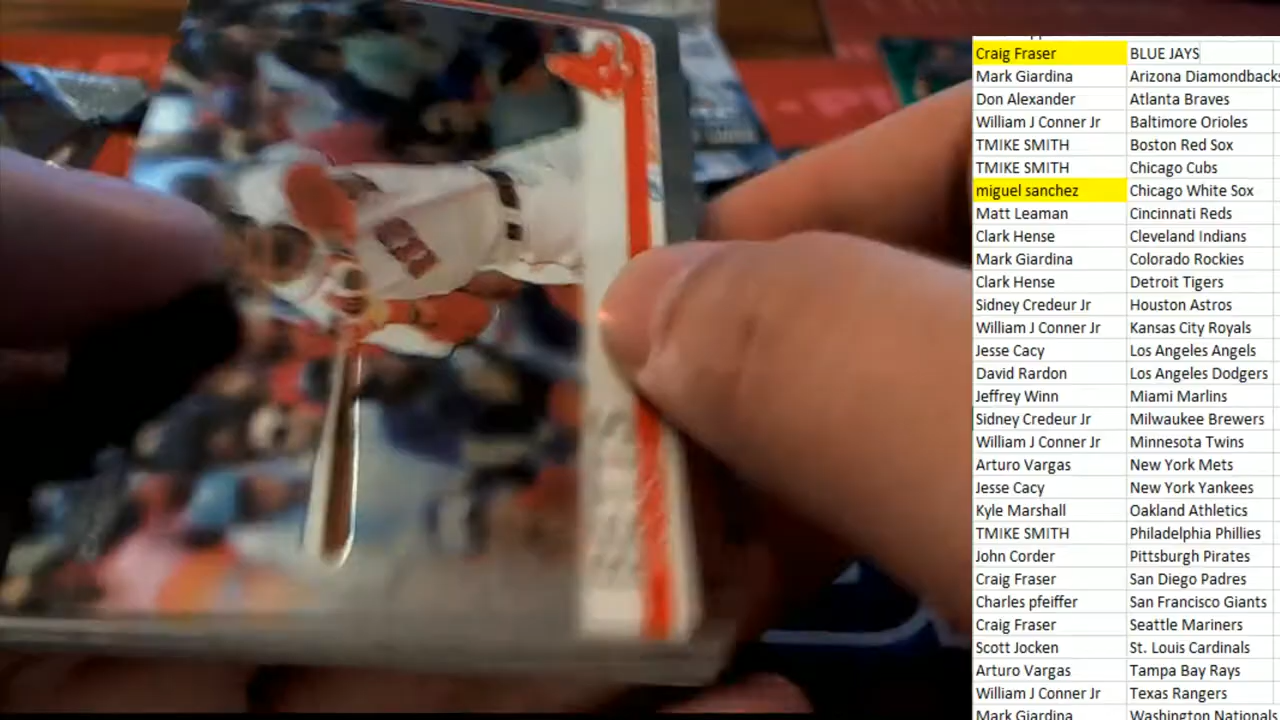 Craig Fraser BLUE JAYS
Mark Giardina Arizona Diamondbacks
Don Alexander Atlanta Braves
William J Conner Jr Baltimore Orioles
TMIKE SMITH Boston Red Sox
TMIKE SMITH Chicago Cubs
miguel sanchez Chicago White Sox
Matt Leaman Cincinnati Reds
Clark Hense Cleveland Indians
Mark Giardina Colorado Rockies
Clark Hense Detroit Tigers
Sidney Credeur Jr Houston Astros
William J Conner Jr Kansas City Royals
Jesse Cacy Los Angeles Angels
David Rardon Los Angeles Dodgers
Jeffrey Winn Miami Marlins
Sidney Credeur Jr Milwaukee Brewers
William J Conner Jr Minnesota Twins
Arturo Vargas New York Mets
Jesse Cacy New York Yankees
Kyle Marshall Oakland Athletics
TMIKE SMITH Philadelphia Phillies
John Corder Pittsburgh Pirates
Craig Fraser San Diego Padres
Charles pfeiffer San Francisco Giants
Craig Fraser Seattle Mariners
Scott Jocken St. Louis Cardinals
Arturo Vargas Tampa Bay Rays
William J Conner Jr Texas Rangers
Mark Giardina Washington Nationals